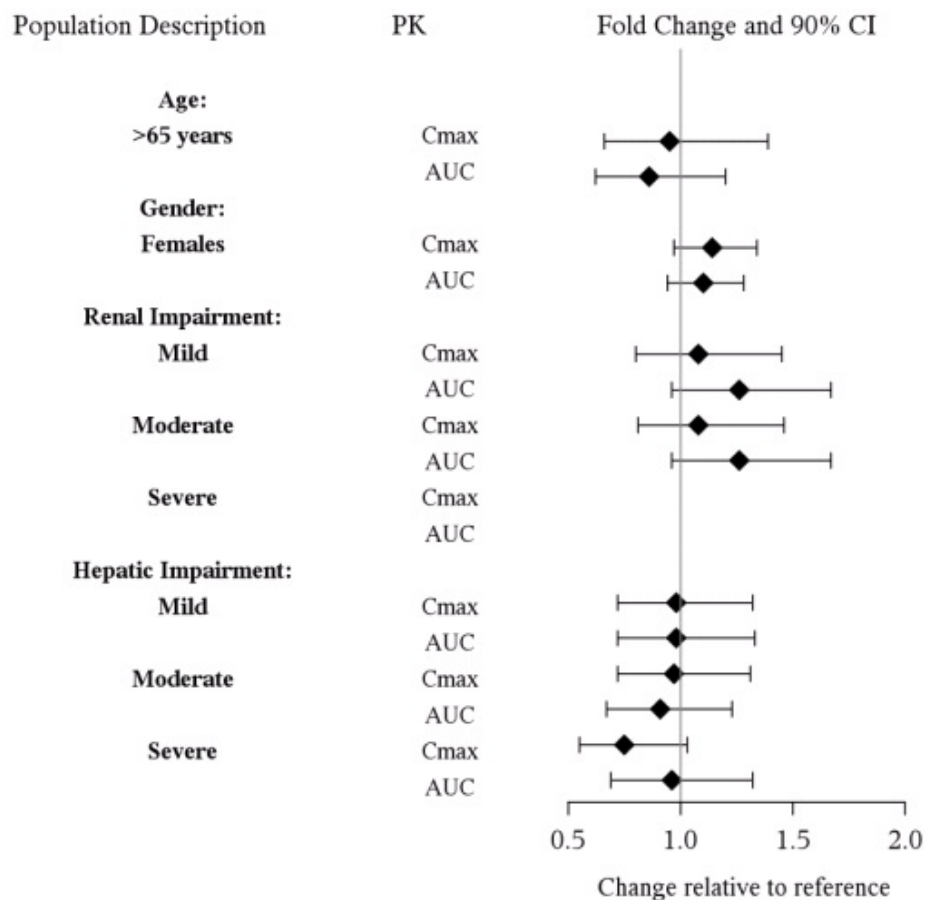 Population Description PK Fold Change and 90% CI
Age:
>65 years Cmax
AUC
Gender:
Females Cmax
AUC
Renal Impairment:
Mild Cmax
AUC
Moderate Cmax
AUC
Severe Cmax
AUC
Hepatic Impairment:
Mild Cmax
AUC
Moderate Cmax
AUC
Severe Cmax
AUC
0.5 1.0 1.5 2.0
Change relative to reference